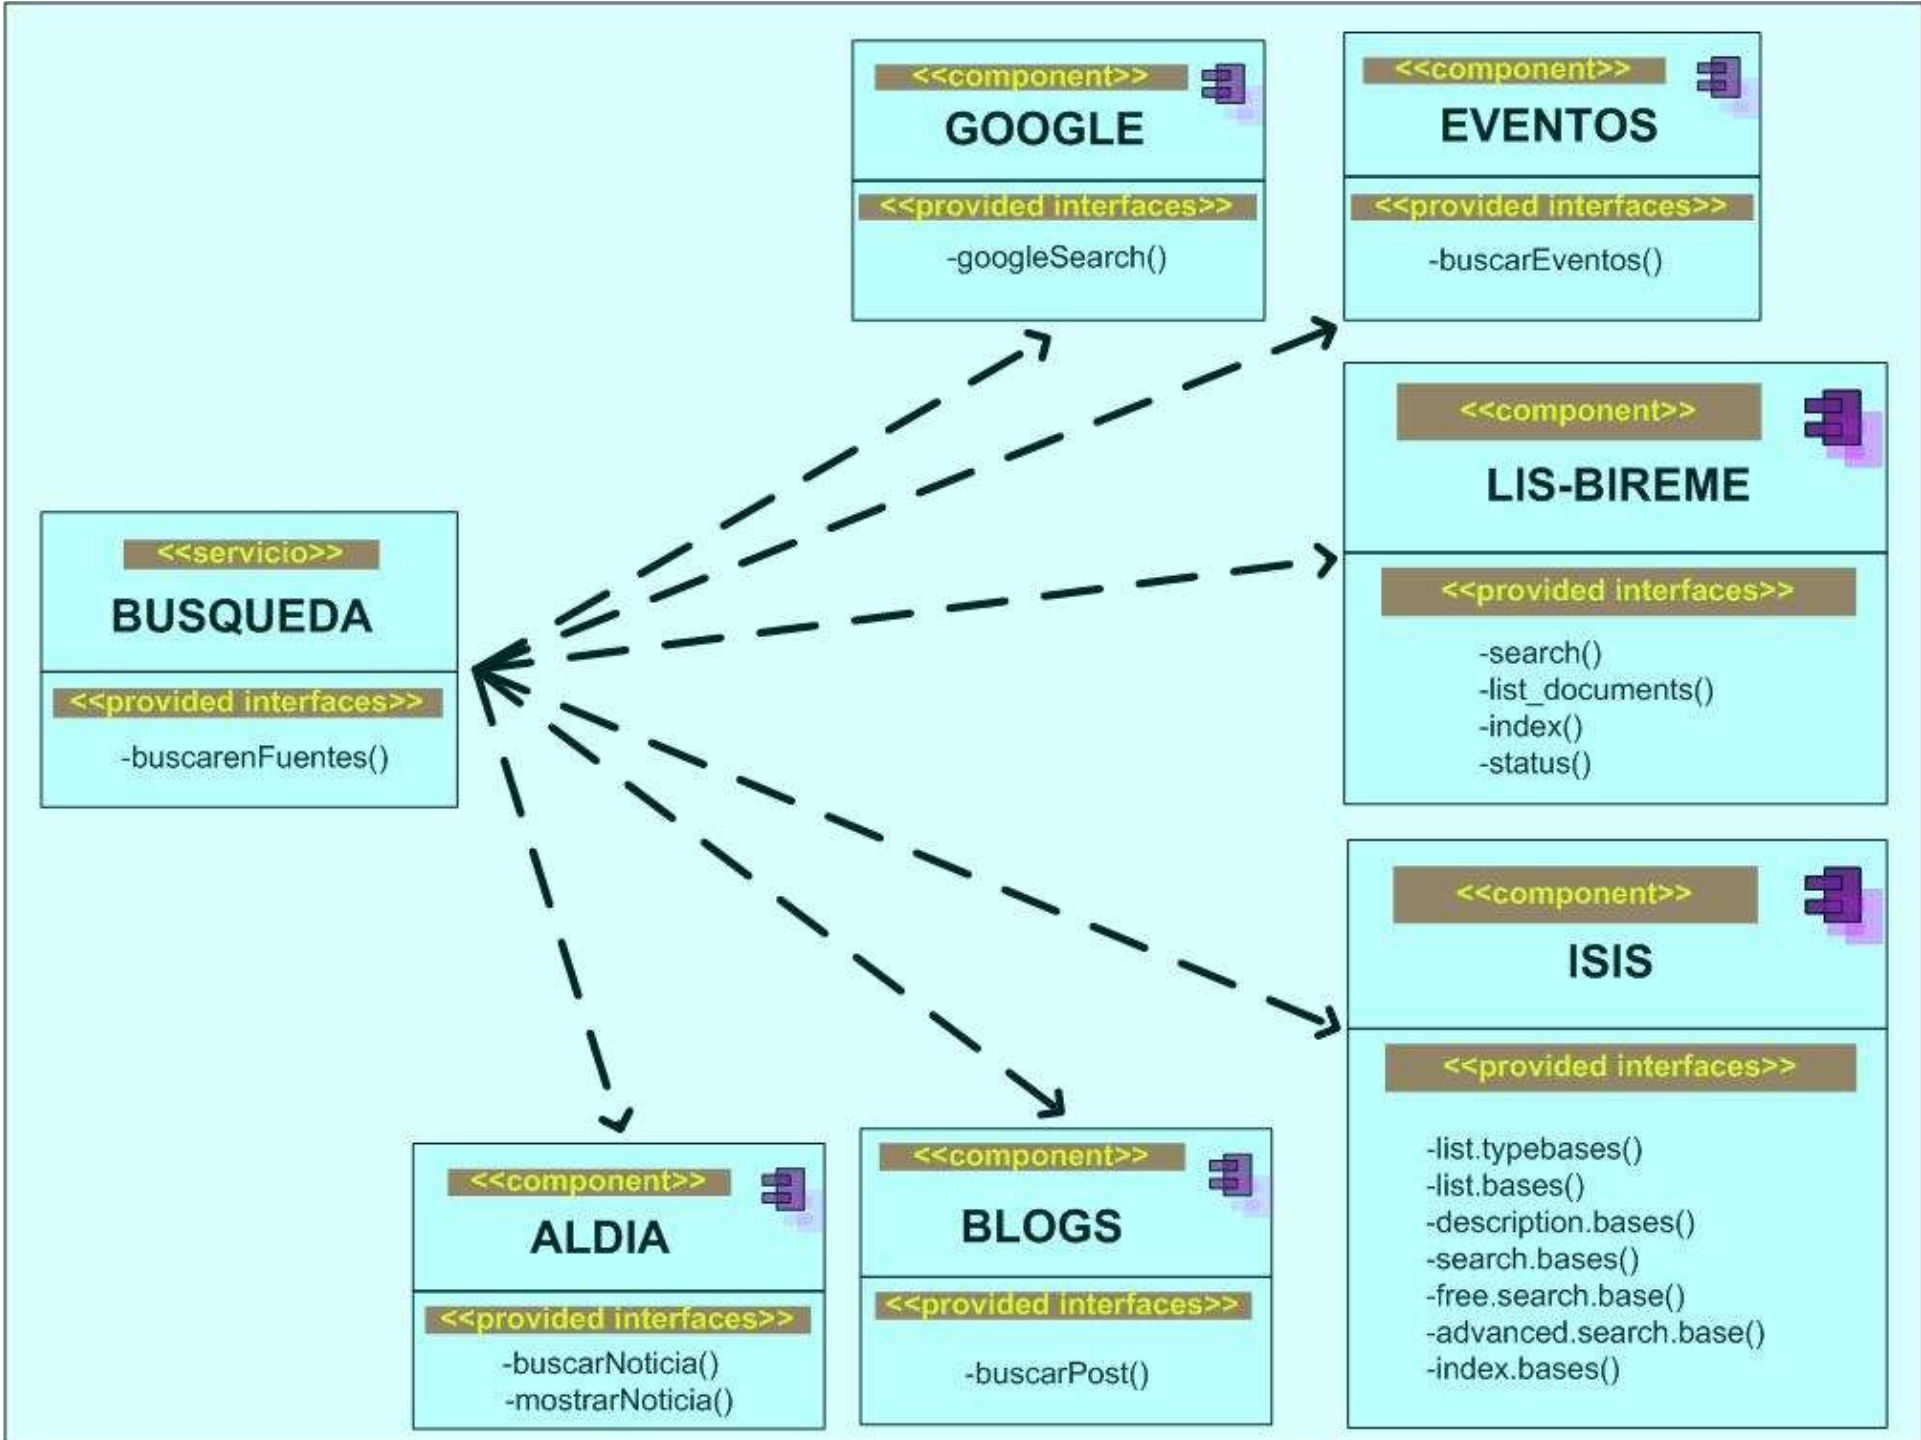 <<component>>
GOOGLE
<<provided interfaces>>
-googleSearch()
<<component>>
EVENTOS
<<provided interfaces>>
-buscarEventos()
<<servicio>>
BUSQUEDA
<<provided interfaces>>
-buscarenFuentes()
<<component>>
LIS-BIREME
<<provided interfaces>>
-search()
-list_documents()
-index()
-status()
<<component>>
ISIS
<<provided interfaces>>
-list.typebases()
-list.bases()
-description.bases()
-search.bases()
-free.search.base()
-advanced.search.base()
-index.bases()
<<component>>
ALDIA
<<provided interfaces>>
-buscarNoticia()
-mostrarNoticia()
<<component>>
BLOGS
<<provided interfaces>>
-buscarPost()